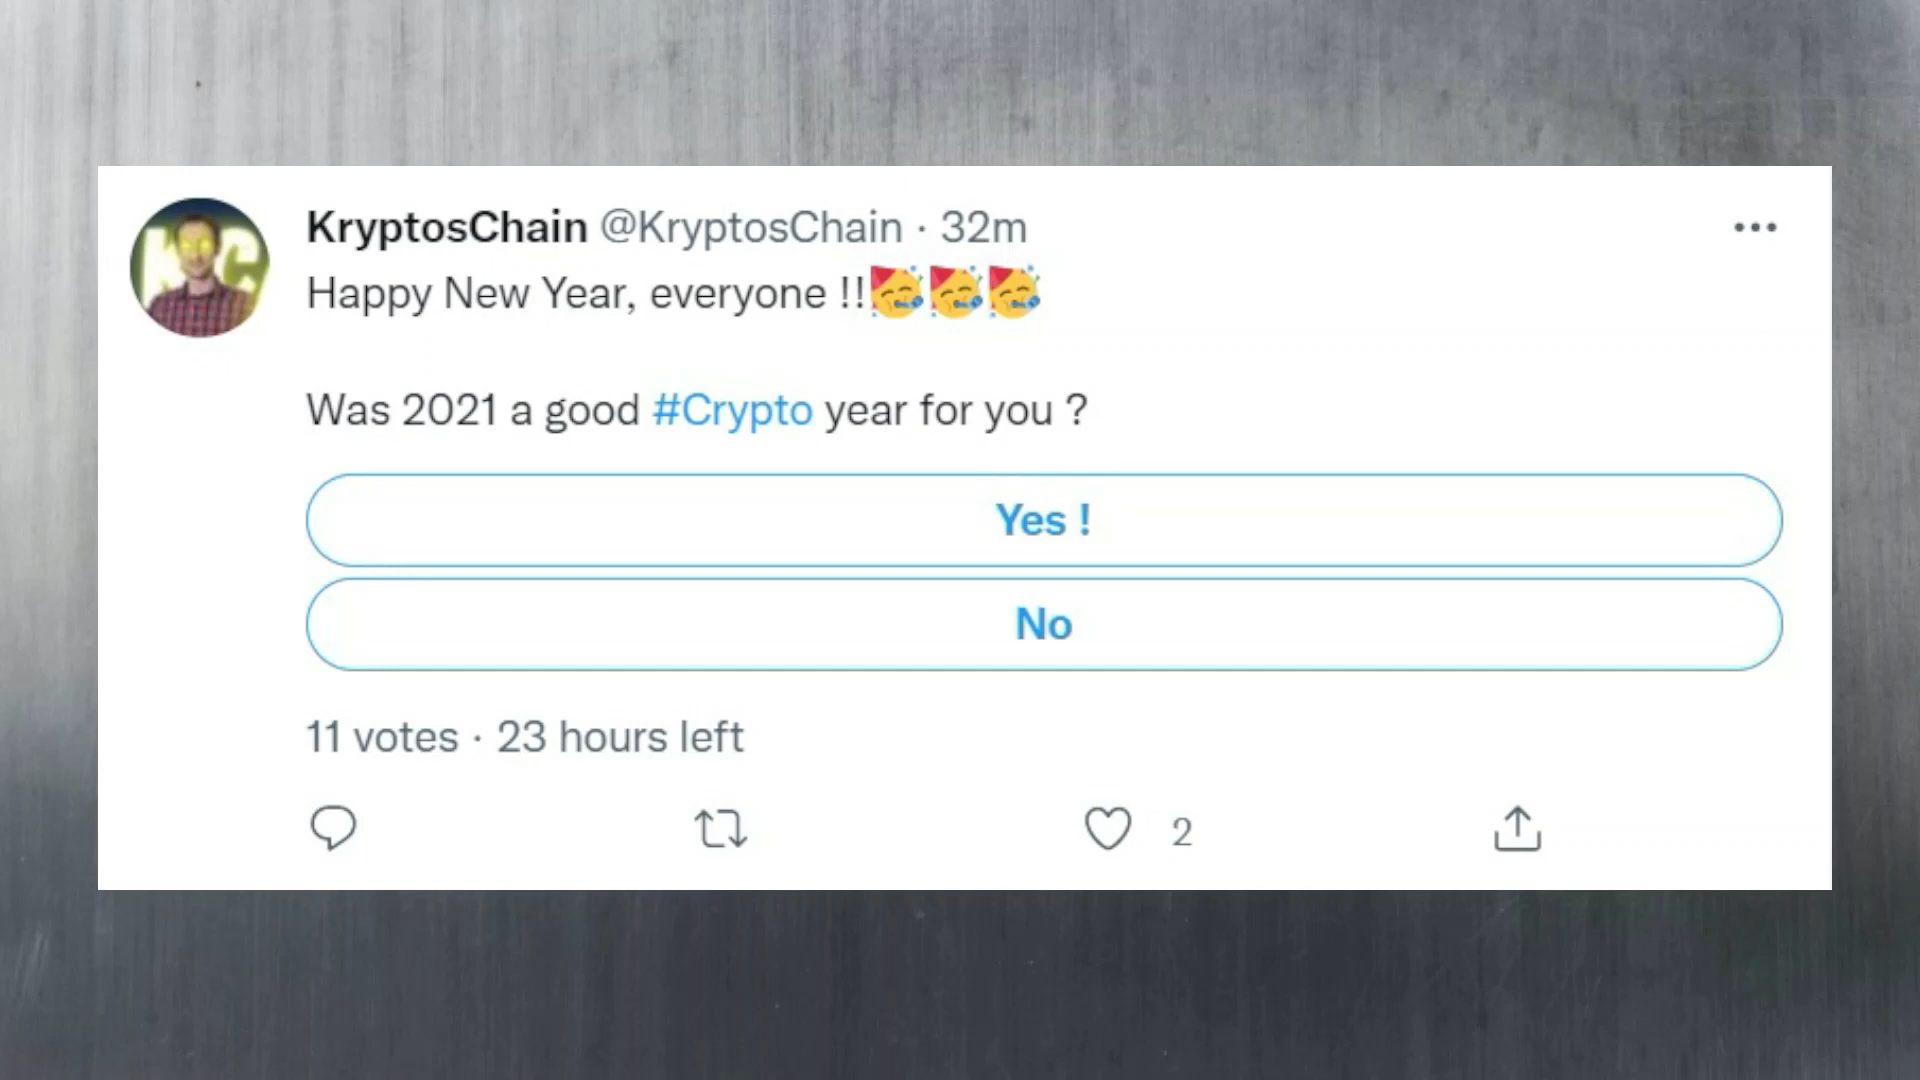 KryptosChain @KryptosChain · 32m
Happy New Year, everyone !!🥳🥳🥳
Was 2021 a good #Crypto year for you ?
Yes !
No
11 votes · 23 hours left
2